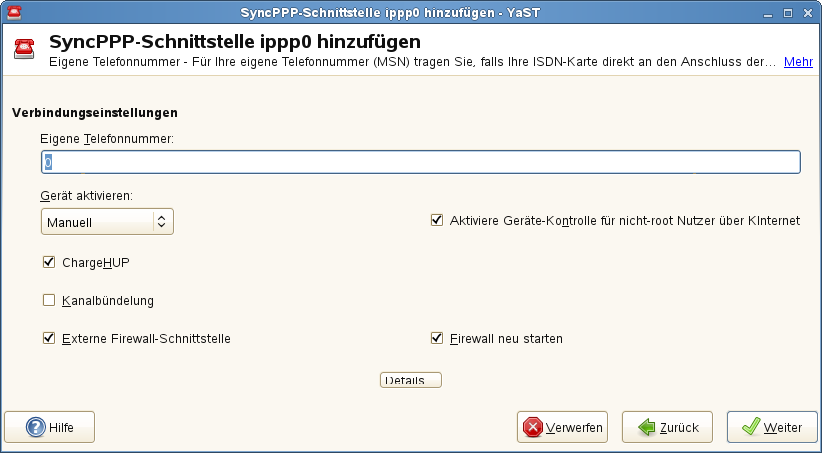 SyncPPP-Schnittstelle ippp0 hinzufügen - YaST
SyncPPP-Schnittstelle ippp0 hinzufügen
Eigene Telefonnummer - Für Ihre eigene Telefonnummer (MSN) tragen Sie, falls Ihre ISDN-Karte direkt an den Anschluss der... Mehr
Verbindungseinstellungen
Eigene Telefonnummer:
0
Gerät aktivieren:
Manuell
Aktiviere Geräte-Kontrolle für nicht-root Nutzer über KInternet
ChargeHUP
Kanalbündelung
Externe Firewall-Schnittstelle
Firewall neu starten
Details
Hilfe
Verwerfen
Zurück
Weiter